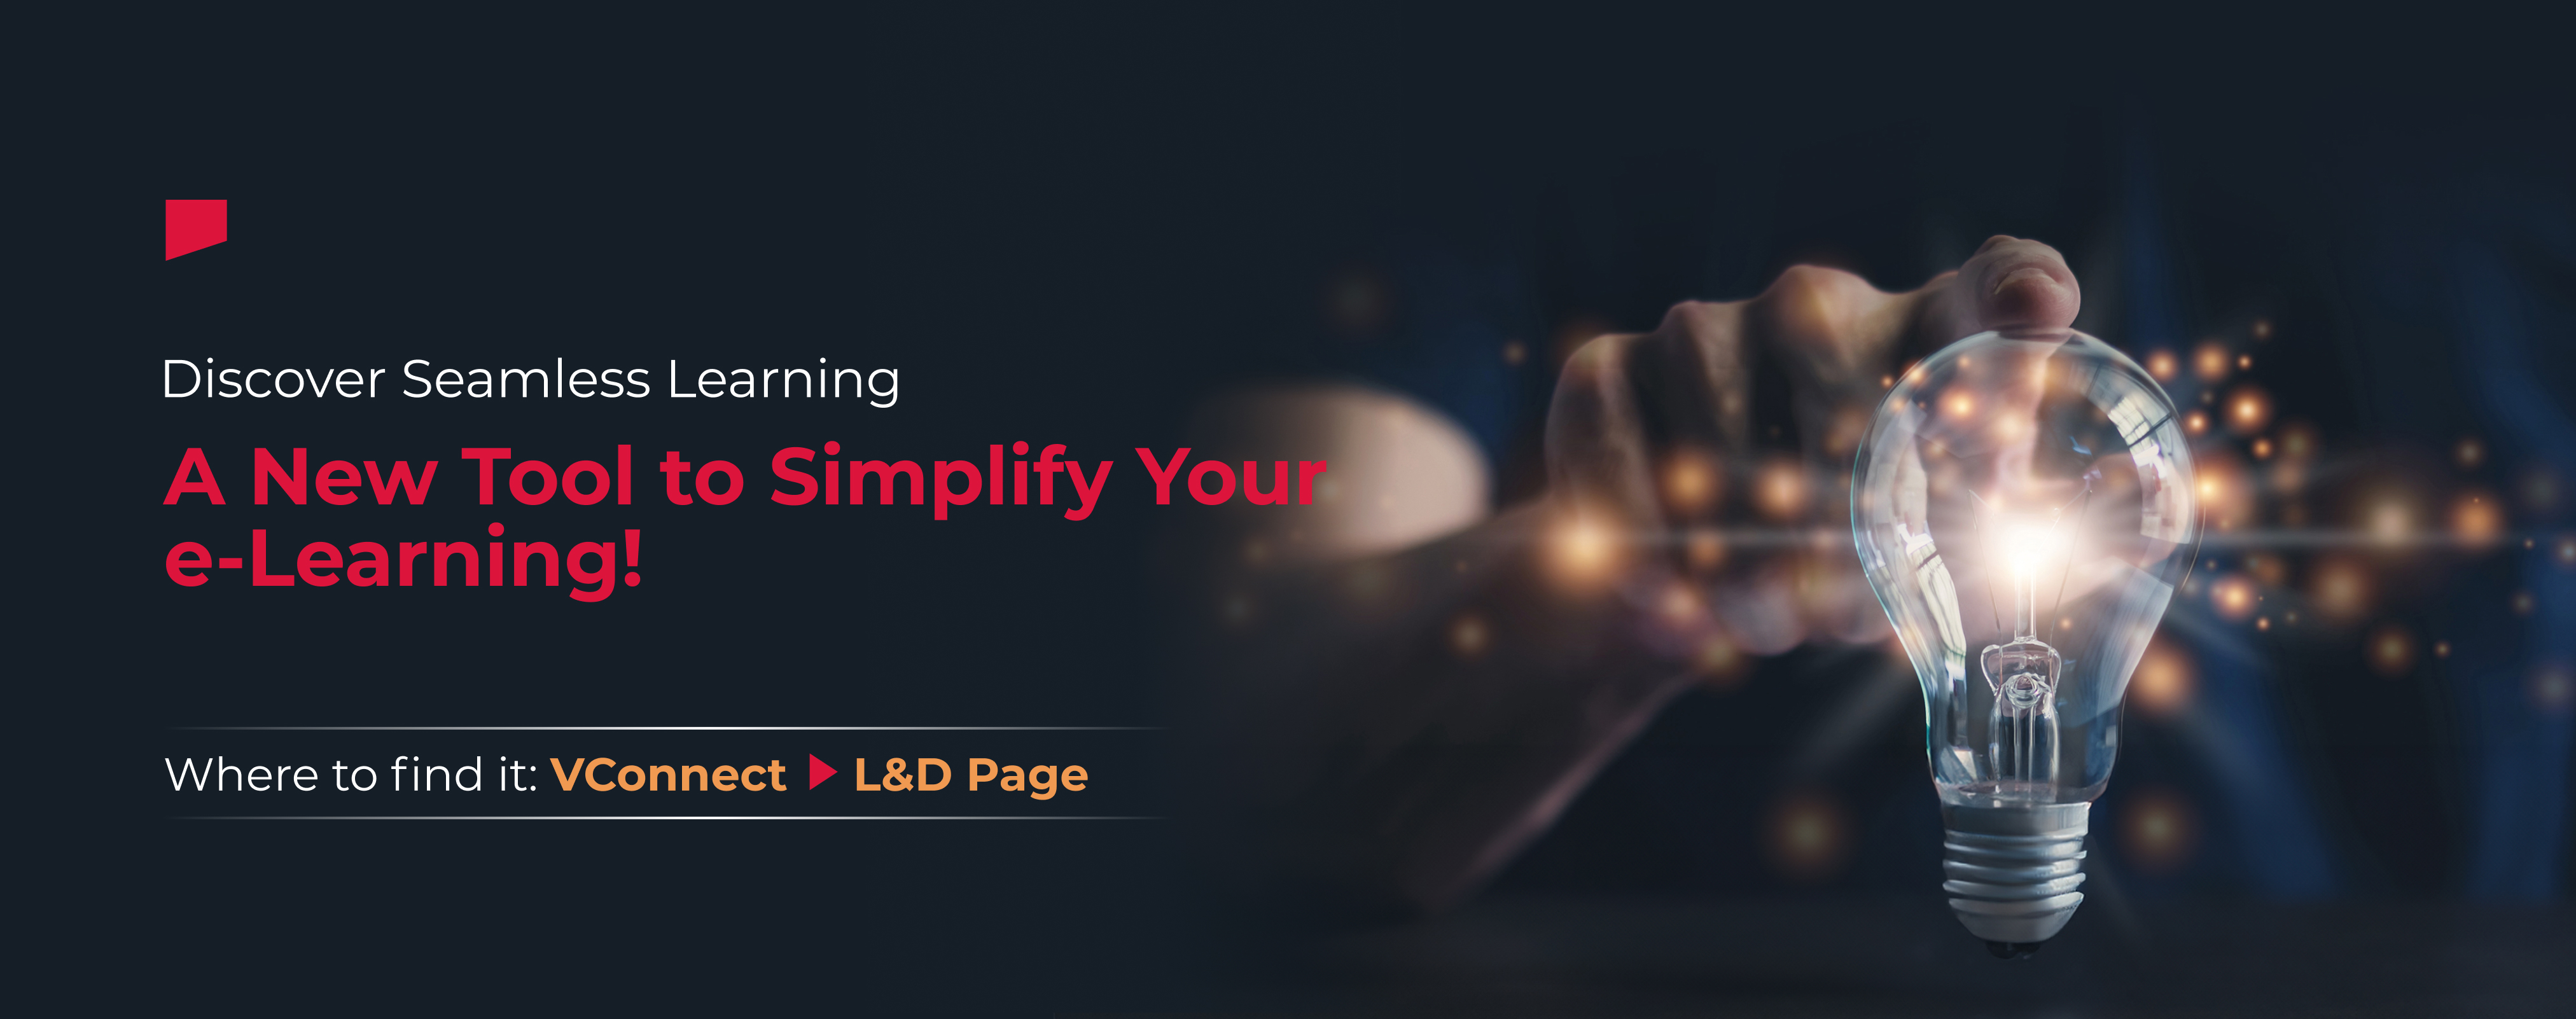 Discover Seamless Learning
A New Tool to Simplify Your
e-Learning!
Where to find it: VConnect ▶ L&D Page